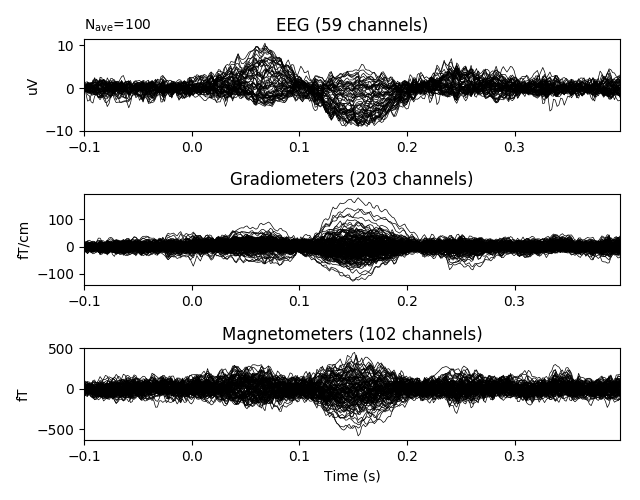 N_ave=100
EEG (59 channels)
10
0
−10
uV
−0.1 0.0 0.1 0.2 0.3
Gradiometers (203 channels)
100
0
−100
fT/cm
−0.1 0.0 0.1 0.2 0.3
Magnetometers (102 channels)
500
0
−500
fT
−0.1 0.0 0.1 0.2 0.3
Time (s)